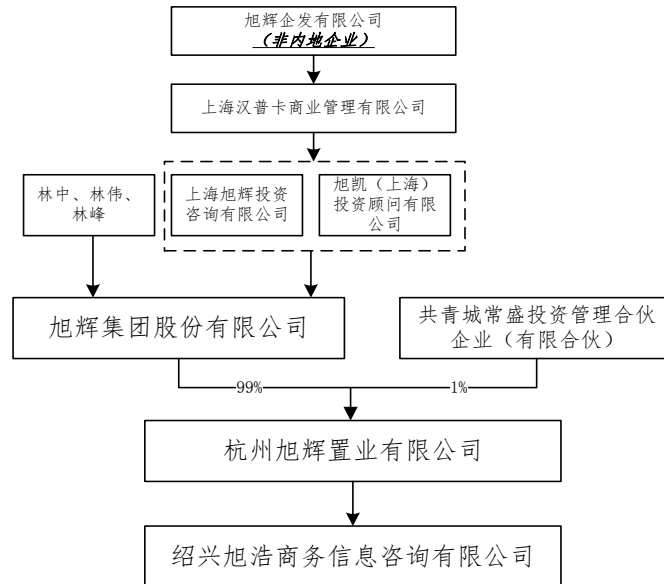 旭辉企发有限公司
（非内地企业）
上海汉普卡商业管理有限公司
林中、林伟、
林峰
上海旭辉投资
咨询有限公司
旭凯（上海）
投资顾问有限
公司
旭辉集团股份有限公司
共青城常盛投资管理合伙
企业（有限合伙）
99%
1%
杭州旭辉置业有限公司
绍兴旭浩商务信息咨询有限公司